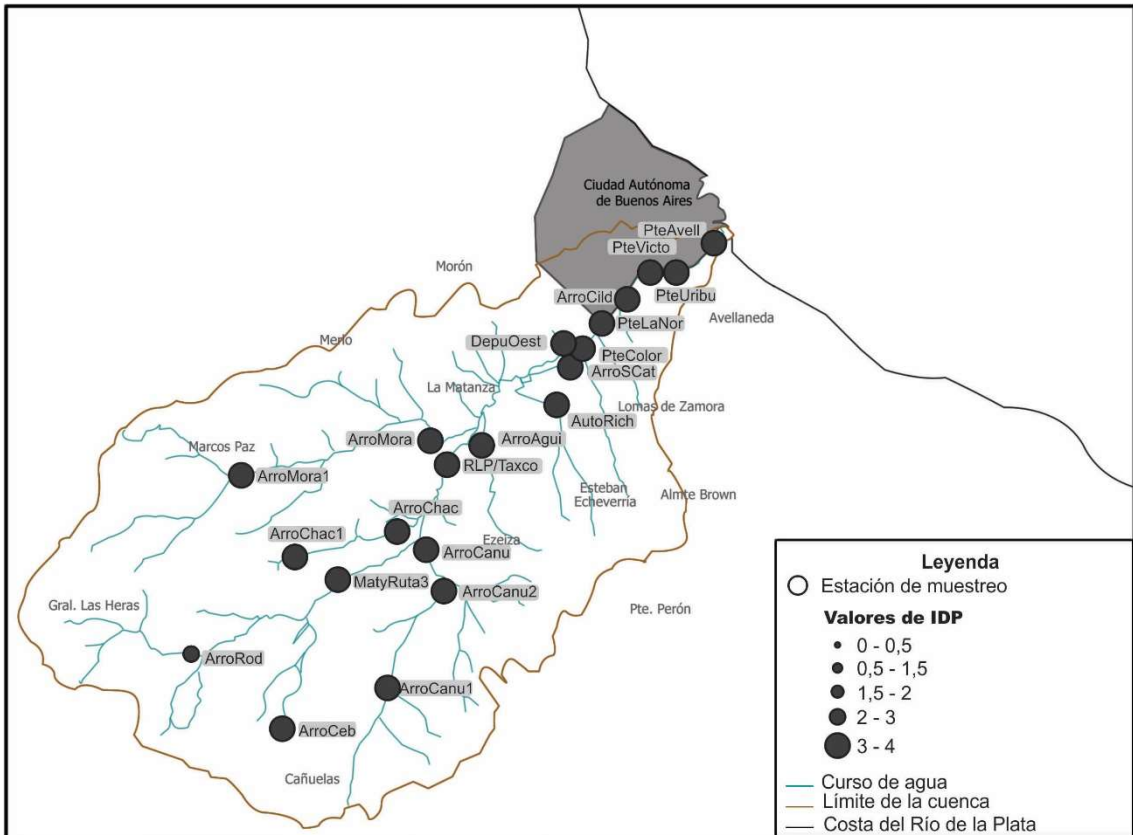 Ciudad Autónoma
de Buenos Aires
PteAvell
PteVicto
Morón
ArroCild
PteUribu
PteLaNor
Avellaneda
Merlo
DepuOest
PteColor
ArroSCat
La Matanza
Lomas de Zamora
AutoRich
ArroMora
ArroAgui
Marcos Paz
RLP/Taxco
ArroMora1
Esteban
Echeverría
Almte Brown
ArroChac
ArroChac1
Ezeiza
ArroCanu
MatyRuta3
ArroCanu2
Gral. Las Heras
Pte. Perón
ArroRod
ArroCanu1
ArroCeb
Cañuelas
Leyenda
Estación de muestreo
Valores de IDP
0 - 0,5
0,5 - 1,5
1,5 - 2
2 - 3
3 - 4
Curso de agua
Límite de la cuenca
Costa del Río de la Plata